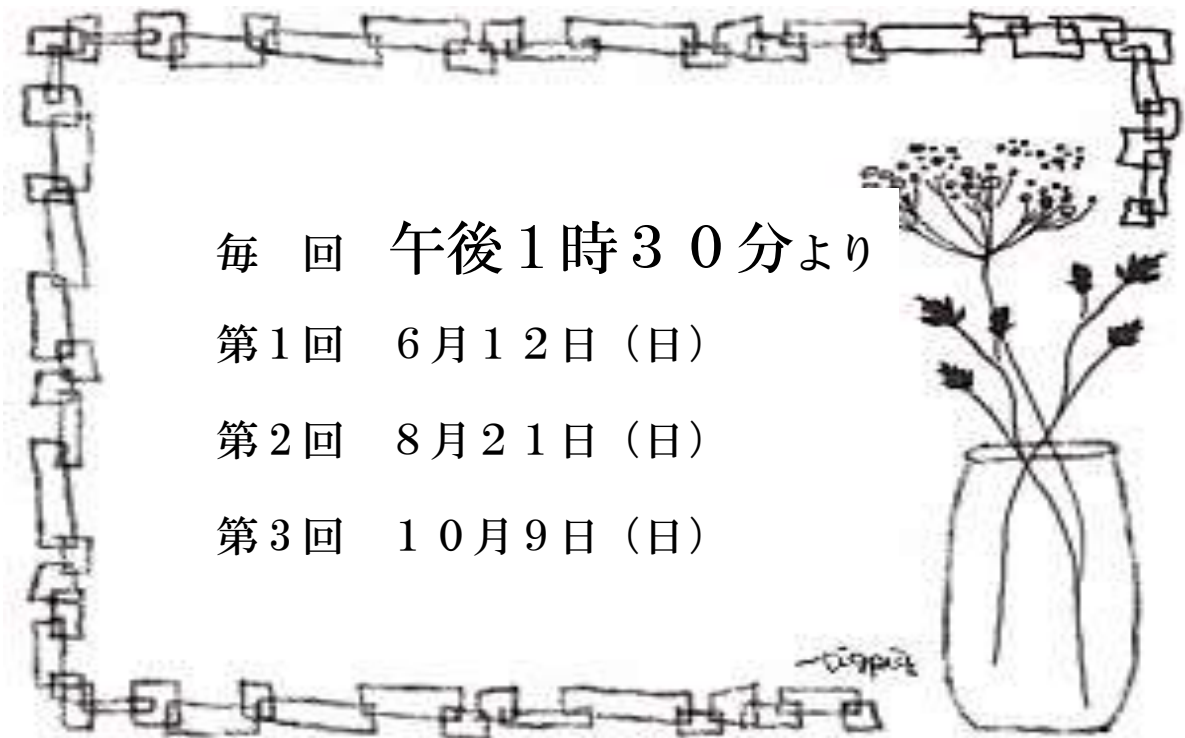 毎　回　午後１時３０分より
第１回　６月１２日（日）
第２回　８月２１日（日）
第３回　１０月９日（日）